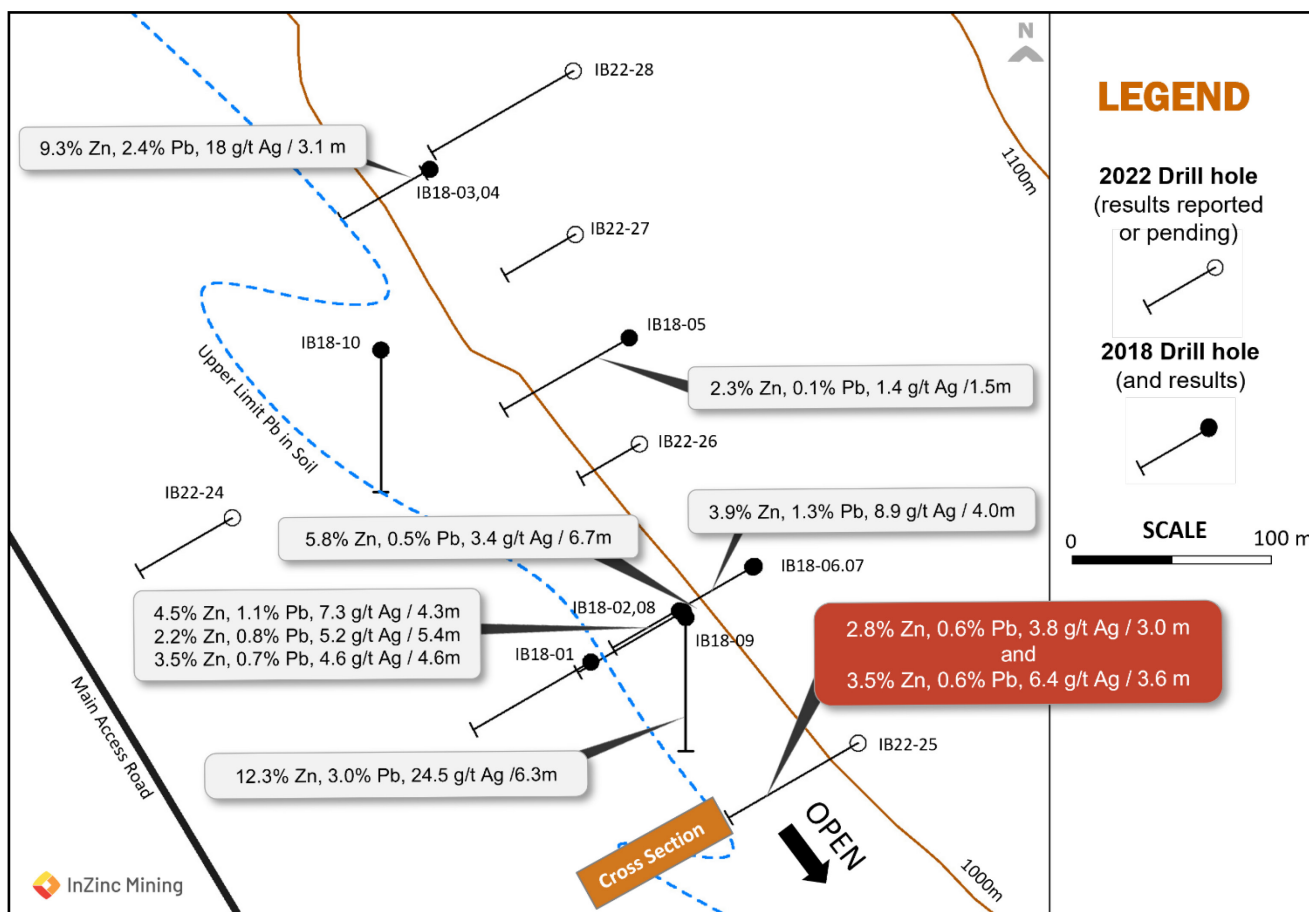 N
IB22-28
9.3% Zn, 2.4% Pb, 18 g/t Ag / 3.1 m
IB18-03,04
1100m
IB22-27
IB18-05
IB18-10
Upper Limit Pb in Soil
2.3% Zn, 0.1% Pb, 1.4 g/t Ag /1.5m
IB22-26
IB22-24
3.9% Zn, 1.3% Pb, 8.9 g/t Ag / 4.0m
5.8% Zn, 0.5% Pb, 3.4 g/t Ag / 6.7m
IB18-06.07
4.5% Zn, 1.1% Pb, 7.3 g/t Ag / 4.3m
2.2% Zn, 0.8% Pb, 5.2 g/t Ag / 5.4m
3.5% Zn, 0.7% Pb, 4.6 g/t Ag / 4.6m
IB18-02,08
IB18-09
IB18-01
2.8% Zn, 0.6% Pb, 3.8 g/t Ag / 3.0 m
and
3.5% Zn, 0.6% Pb, 6.4 g/t Ag / 3.6 m
Main Access Road
IB22-25
12.3% Zn, 3.0% Pb, 24.5 g/t Ag /6.3m
OPEN
Cross Section
1000m
InZinc Mining
LEGEND
2022 Drill hole
(results reported
or pending)
2018 Drill hole
(and results)
SCALE
0 100 m